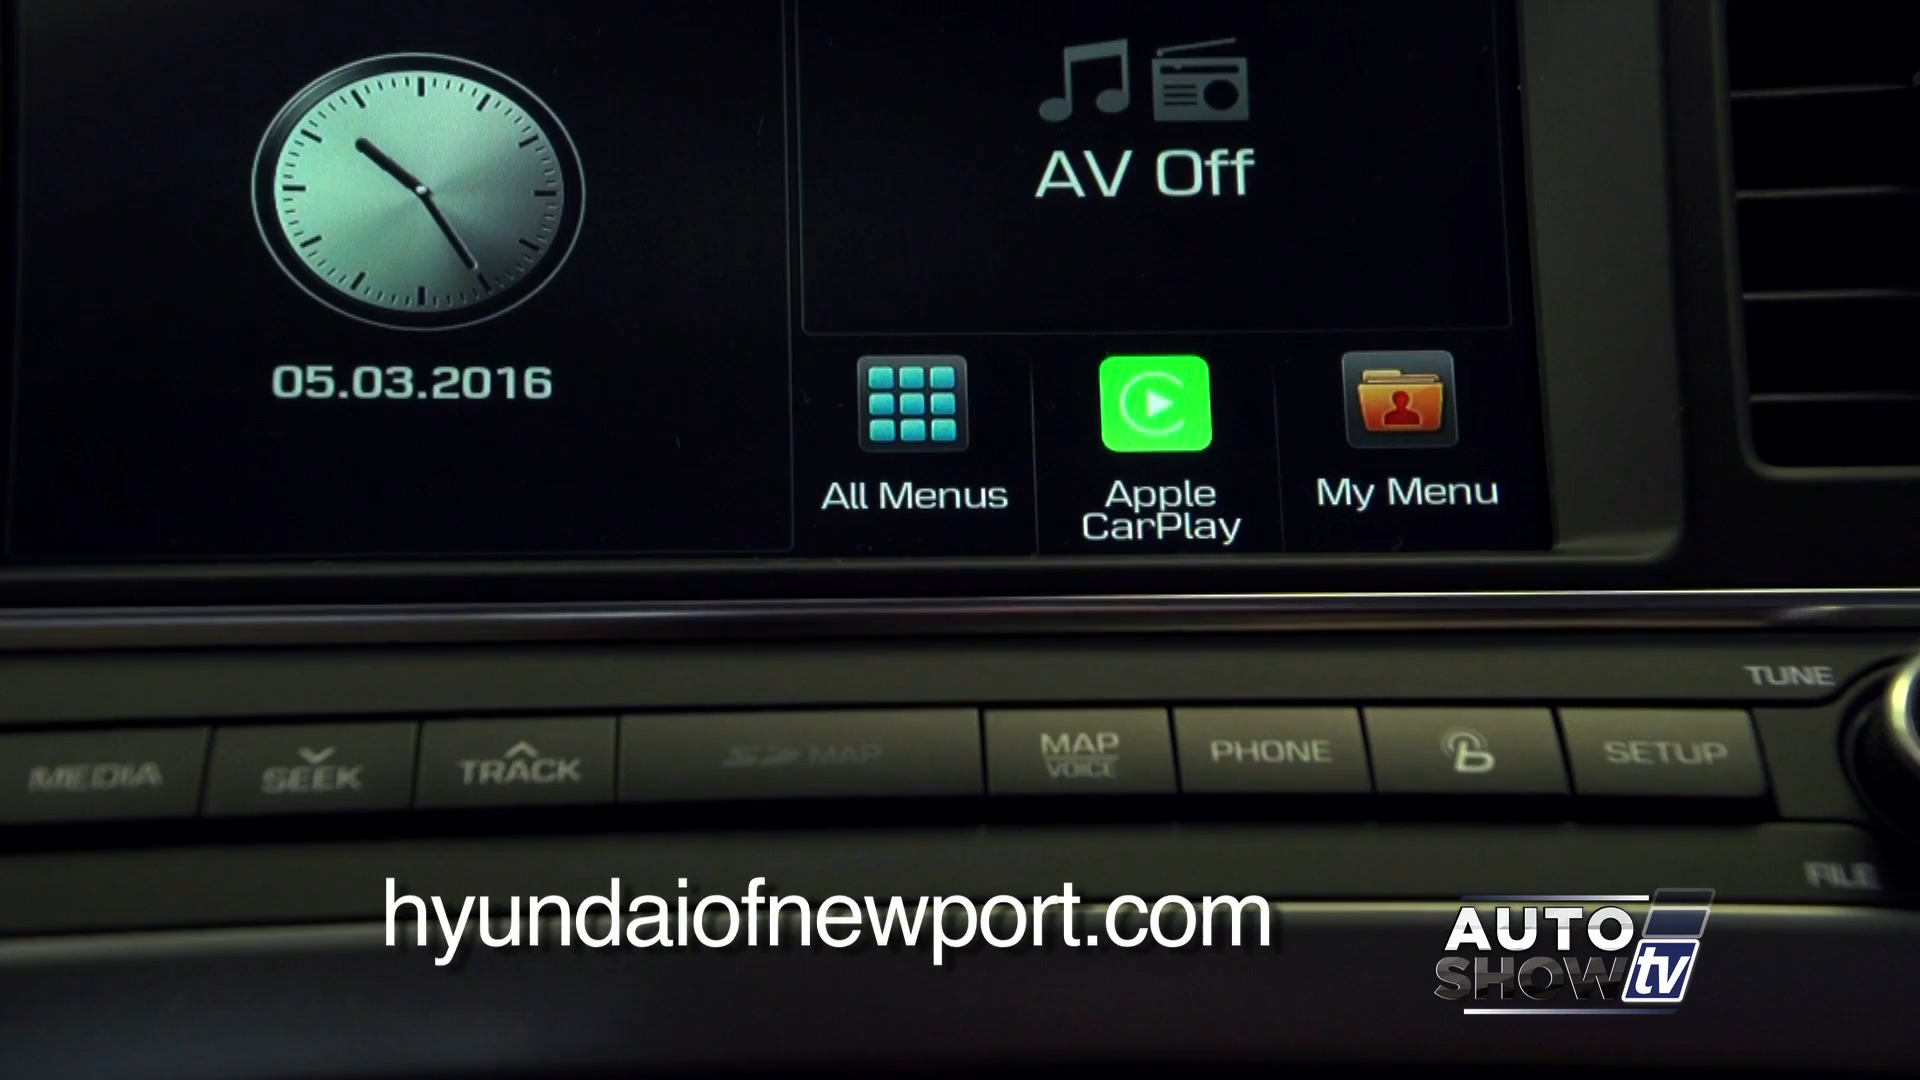 AV Off
05.03.2016
All Menus
Apple
CarPlay
My Menu
TUNE
MEDIA
SEEK
TRACK
SD MAP
MAP
VOICE
PHONE
SETUP
FILE
hyundaiofnewport.com
AUTO
SHOW tv